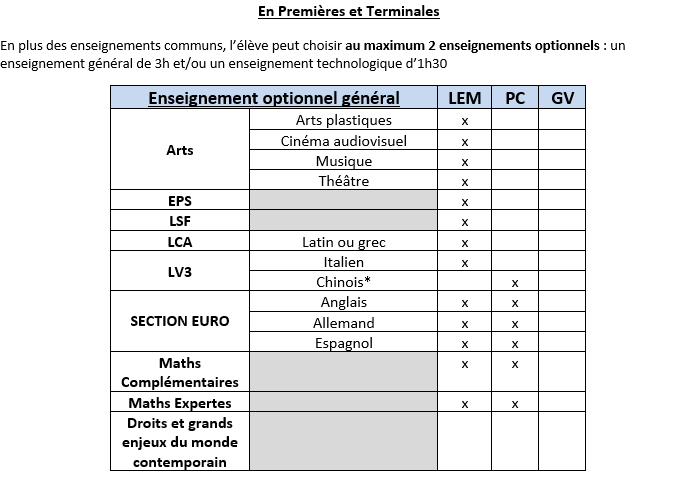 En Premières et Terminales
En plus des enseignements communs, l'élève peut choisir au maximum 2 enseignements optionnels : un
enseignement général de 3h et/ou un enseignement technologique d'1h30
Enseignement optionnel général LEM PC GV
Arts
Arts plastiques x
Cinéma audiovisuel x
Musique x
Théâtre x
EPS x
LSF x
LCA Latin ou grec x
LV3
Italien x
Chinois* x
SECTION EURO
Anglais x x
Allemand x x
Espagnol x x
Maths x x
Complémentaires
Maths Expertes x x
Droits et grands
enjeux du monde
contemporain